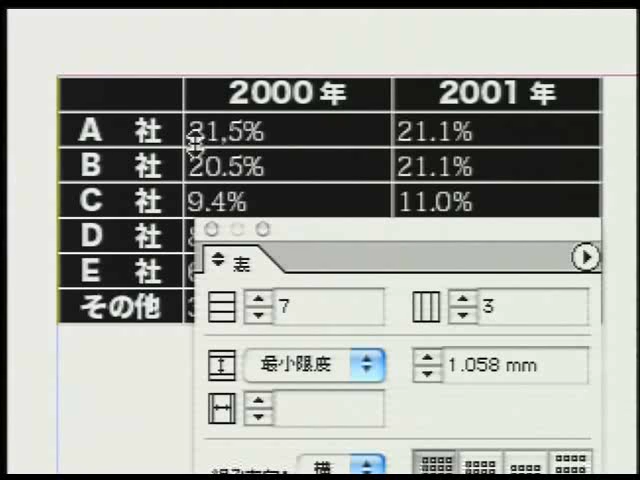 2000年 2001年
A 社 21,5% 21.1%
B 社 20.5% 21.1%
C 社 9.4% 11.0%
D 社
E 社
その他 3
表
7 3
最小限度 1.058 mm
横